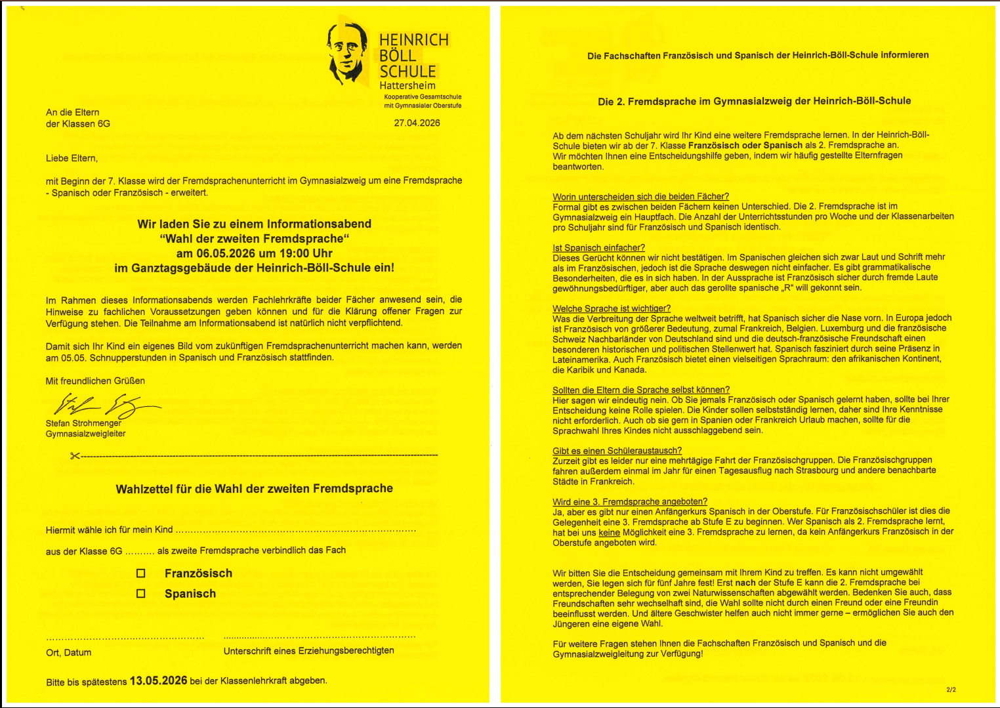 HEINRICH
BÖLL
SCHULE
Hattersheim
Kooperative Gesamtschule
mit Gymnasialer Oberstufe
An die Eltern
der Klassen 6G
27.04.2026
Liebe Eltern,
mit Beginn der 7. Klasse wird der Fremdsprachenunterricht im Gymnasialzweig um eine Fremdsprache
- Spanisch oder Französisch - erweitert.
Wir laden Sie zu einem Informationsabend
“Wahl der zweiten Fremdsprache“
am 06.05.2026 um 19:00 Uhr
im Ganztagsgebäude der Heinrich-Böll-Schule ein!
Im Rahmen dieses Informationsabends werden Fachlehrkräfte beider Fächer anwesend sein, die
Hinweise zu fachlichen Voraussetzungen geben können und für die Klärung offener Fragen zur
Verfügung stehen. Die Teilnahme am Informationsabend ist natürlich nicht verpflichtend.
Damit sich Ihr Kind ein eigenes Bild vom zukünftigen Fremdsprachenunterricht machen kann, werden
am 05.05. Schnupperstunden in Spanisch und Französisch stattfinden.
Mit freundlichen Grüßen
Stefan Strohmenger
Gymnasialzweigleiter
Wahlzettel für die Wahl der zweiten Fremdsprache
Hiermit wähle ich für mein Kind ........................................................................
aus der Klasse 6G .......... als zweite Fremdsprache verbindlich das Fach
☐ Französisch
☐ Spanisch
Ort, Datum
Unterschrift eines Erziehungsberechtigten
Bitte bis spätestens 13.05.2026 bei der Klassenlehrkraft abgeben.
Die Fachschaften Französisch und Spanisch der Heinrich-Böll-Schule informieren
Die 2. Fremdsprache im Gymnasialzweig der Heinrich-Böll-Schule
Ab dem nächsten Schuljahr wird Ihr Kind eine weitere Fremdsprache lernen. In der Heinrich-Böll-
Schule bieten wir ab der 7. Klasse Französisch oder Spanisch als 2. Fremdsprache an.
Wir möchten Ihnen eine Entscheidungshilfe geben, indem wir häufig gestellte Elternfragen
beantworten.
Worin unterscheiden sich die beiden Fächer?
Formal gibt es zwischen beiden Fächern keinen Unterschied. Die 2. Fremdsprache ist im
Gymnasialzweig ein Hauptfach. Die Anzahl der Unterrichtsstunden pro Woche und der Klassenarbeiten
pro Schuljahr sind für Französisch und Spanisch identisch.
Ist Spanisch einfacher?
Dieses Gerücht können wir nicht bestätigen. Im Spanischen gleichen sich zwar Laut und Schrift mehr
als im Französischen, jedoch ist die Sprache deswegen nicht einfacher. Es gibt grammatikalische
Besonderheiten, die es in sich haben. In der Aussprache ist Französisch sicher durch fremde Laute
gewöhnungsbedürftiger, aber auch das gerollte spanische „R“ will gekonnt sein.
Welche Sprache ist wichtiger?
Was die Verbreitung der Sprache weltweit betrifft, hat Spanisch sicher die Nase vorn. In Europa jedoch
ist Französisch von größerer Bedeutung, zumal Frankreich, Belgien. Luxemburg und die französische
Schweiz Nachbarländer von Deutschland sind und die deutsch-französische Freundschaft einen
besonderen historischen und politischen Stellenwert hat. Spanisch fasziniert durch seine Präsenz in
Lateinamerika. Auch Französisch bietet einen vielseitigen Sprachraum: den afrikanischen Kontinent,
die Karibik und Kanada.
Sollten die Eltern die Sprache selbst können?
Hier sagen wir eindeutig nein. Ob Sie jemals Französisch oder Spanisch gelernt haben, sollte bei Ihrer
Entscheidung keine Rolle spielen. Die Kinder sollen selbstständig lernen, daher sind Ihre Kenntnisse
nicht erforderlich. Auch ob sie gern in Spanien oder Frankreich Urlaub machen, sollte für die
Sprachwahl Ihres Kindes nicht ausschlaggebend sein.
Gibt es einen Schüleraustausch?
Zurzeit gibt es leider nur eine mehrtägige Fahrt der Französischgruppen. Die Französischgruppen
fahren außerdem einmal im Jahr für einen Tagesausflug nach Strasbourg und andere benachbarte
Städte in Frankreich.
Wird eine 3. Fremdsprache angeboten?
Ja, aber es gibt nur einen Anfängerkurs Spanisch in der Oberstufe. Für Französischschüler ist dies die
Gelegenheit eine 3. Fremdsprache ab Stufe E zu beginnen. Wer Spanisch als 2. Fremdsprache lernt,
hat bei uns keine Möglichkeit eine 3. Fremdsprache zu lernen, da kein Anfängerkurs Französisch in der
Oberstufe angeboten wird.
Wir bitten Sie die Entscheidung gemeinsam mit Ihrem Kind zu treffen. Es kann nicht umgewählt
werden, Sie legen sich für fünf Jahre fest! Erst nach der Stufe E kann die 2. Fremdsprache bei
entsprechender Belegung von zwei Naturwissenschaften abgewählt werden. Bedenken Sie auch, dass
Freundschaften sehr wechselhaft sind, die Wahl sollte nicht durch einen Freund oder eine Freundin
beeinflusst werden. Und ältere Geschwister helfen auch nicht immer gerne – ermöglichen Sie auch den
Jüngeren eine eigene Wahl.
Für weitere Fragen stehen Ihnen die Fachschaften Französisch und Spanisch und die
Gymnasialzweigleitung zur Verfügung!
2/2